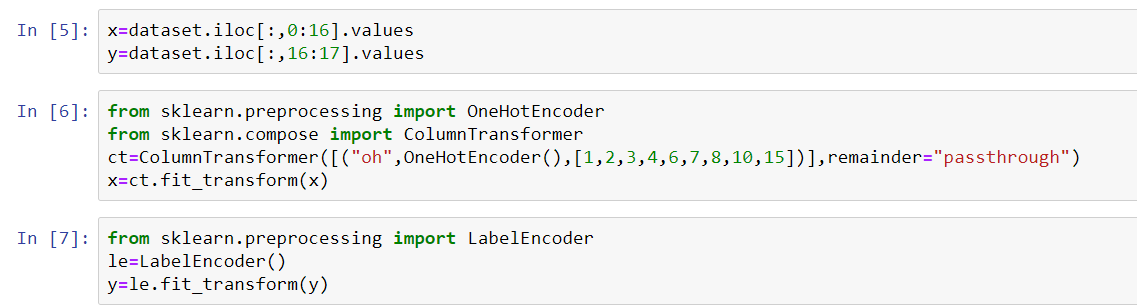 In [5]: x=dataset.iloc[:,0:16].values
y=dataset.iloc[:,16:17].values
In [6]: from sklearn.preprocessing import OneHotEncoder
from sklearn.compose import ColumnTransformer
ct=ColumnTransformer([("oh",OneHotEncoder(),[1,2,3,4,6,7,8,10,15])],remainder="passthrough")
x=ct.fit_transform(x)
In [7]: from sklearn.preprocessing import LabelEncoder
le=LabelEncoder()
y=le.fit_transform(y)